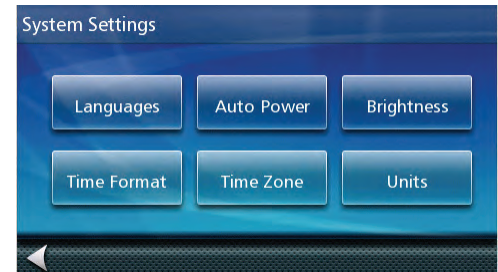 System Settings
Languages Auto Power Brightness
Time Format Time Zone Units